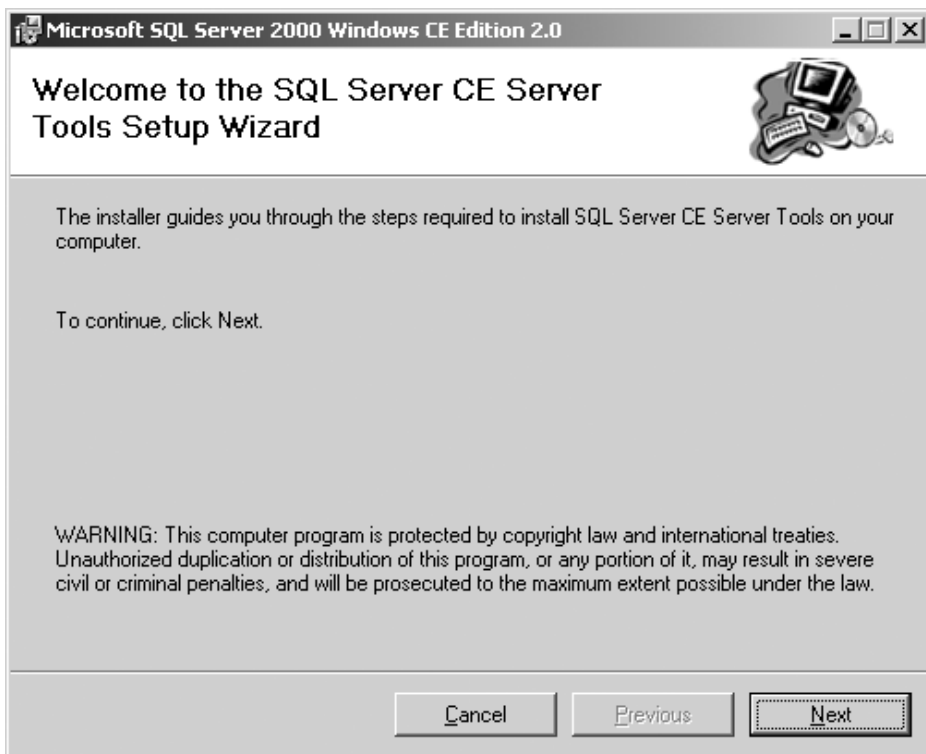 Microsoft SQL Server 2000 Windows CE Edition 2.0
Welcome to the SQL Server CE Server
Tools Setup Wizard
The installer guides you through the steps required to install SQL Server CE Server Tools on your
computer.
To continue, click Next.
WARNING: This computer program is protected by copyright law and international treaties.
Unauthorized duplication or distribution of this program, or any portion of it, may result in severe
civil or criminal penalties, and will be prosecuted to the maximum extent possible under the law.
Cancel Previous Next